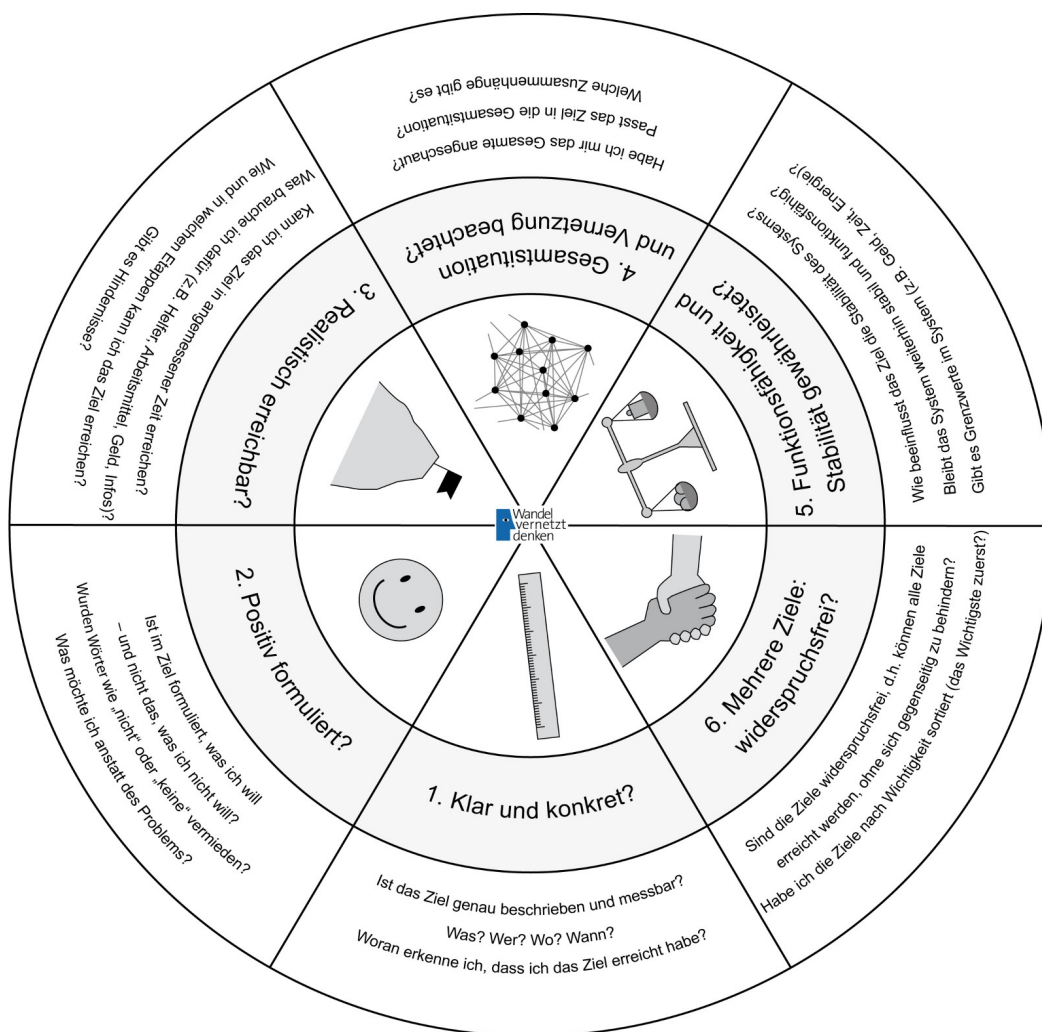 1. Klar und konkret?
Ist das Ziel genau beschrieben und messbar?
Was? Wer? Wo? Wann?
Woran erkenne ich, dass ich das Ziel erreicht habe?
2. Positiv formuliert?
Ist im Ziel formuliert, was ich will
– und nicht das, was ich nicht will?
Wurden Wörter wie „nicht“ oder „keine“ vermieden?
Was möchte ich anstatt des Problems?
3. Realistisch erreichbar?
Kann ich das Ziel in angemessener Zeit erreichen?
Was brauche ich dafür (z.B. Helfer, Arbeitsmittel, Geld, Infos)?
Wie und in welchen Etappen kann ich das Ziel erreichen?
Gibt es Hindernisse?
4. Gesamtsituation
und Vernetzung beachtet?
Habe ich mir das Gesamte angeschaut?
Passt das Ziel in die Gesamtsituation?
Welche Zusammenhänge gibt es?
5. Funktionsfähigkeit und
Stabilität gewährleistet?
Wie beeinflusst das Ziel die Stabilität des Systems?
Bleibt das System weiterhin stabil und funktionsfähig?
Gibt es Grenzwerte im System (z.B. Geld, Zeit, Energie)?
6. Mehrere Ziele:
widerspruchsfrei?
Sind die Ziele widerspruchsfrei, d.h. können alle Ziele
erreicht werden, ohne sich gegenseitig zu behindern?
Habe ich die Ziele nach Wichtigkeit sortiert (das Wichtigste zuerst?)
Wandel
vernetzt
denken